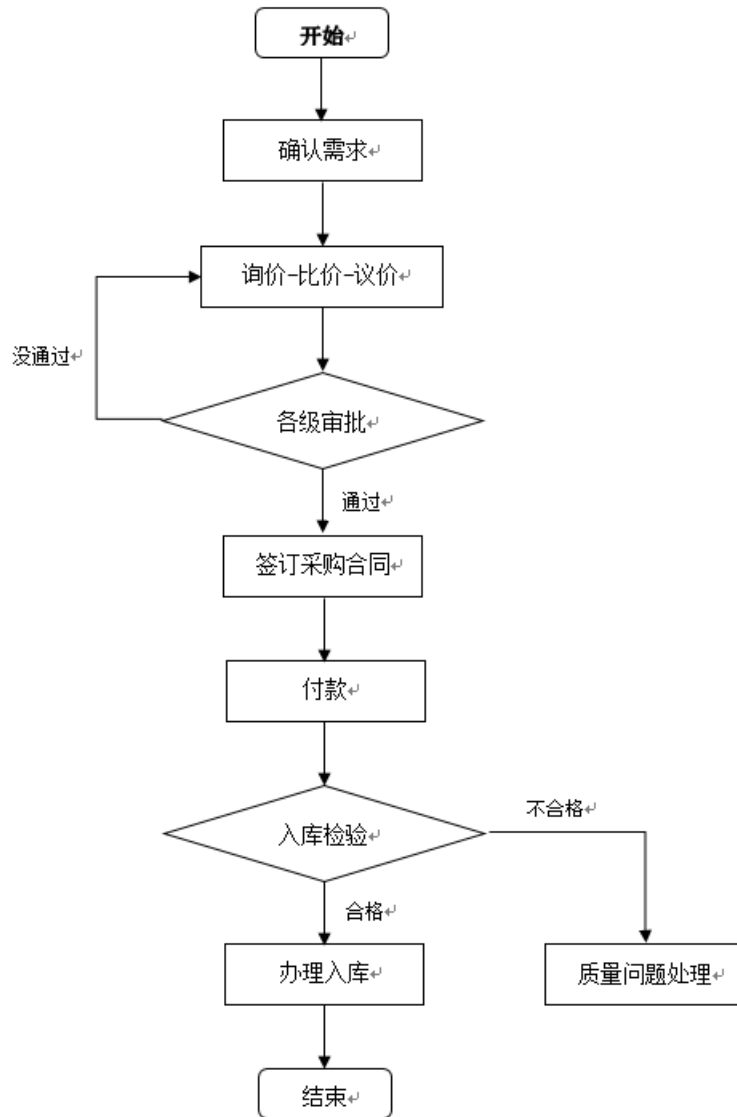 开始
确认需求
询价-比价-议价
没通过
各级审批
通过
签订采购合同
付款
入库检验
不合格
合格
办理入库
质量问题处理
结束